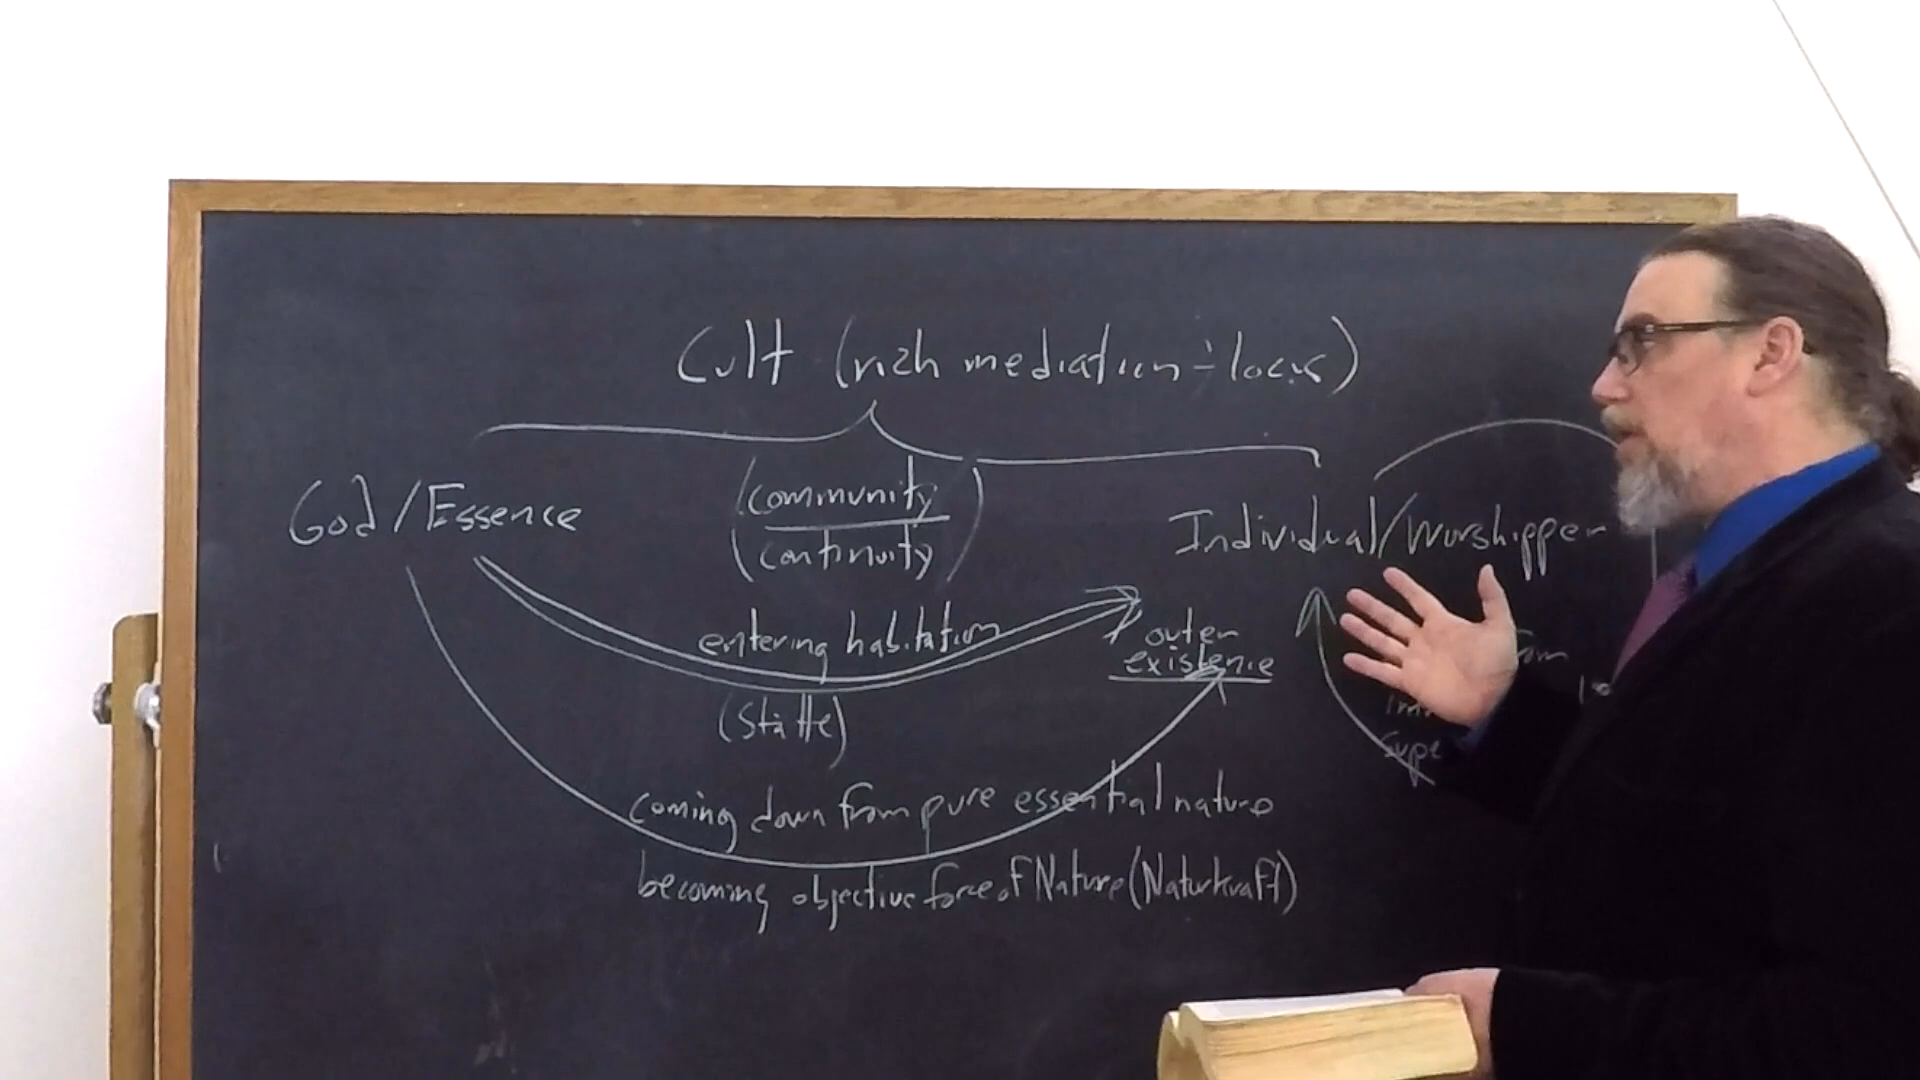 Cult (rich mediation - locus)
God/Essence
(community
continuity)
Individual/Worshipper
entering habitation
outer
existence
(Stätte)
coming down from pure essential nature
becoming objective force of Nature (Naturkraft)